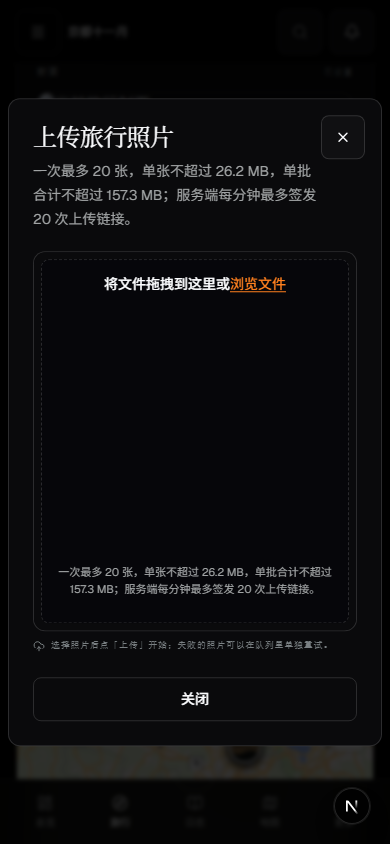 上传旅行照片
一次最多 20 张，单张不超过 26.2 MB，单批
合计不超过 157.3 MB；服务端每分钟最多签发
20 次上传链接。
将文件拖拽到这里或浏览文件
一次最多 20 张，单张不超过 26.2 MB，单批合计不超过
157.3 MB；服务端每分钟最多签发 20 次上传链接。
选择照片后点「上传」开始；失败的照片可以在队列里单独重试。
关闭
N